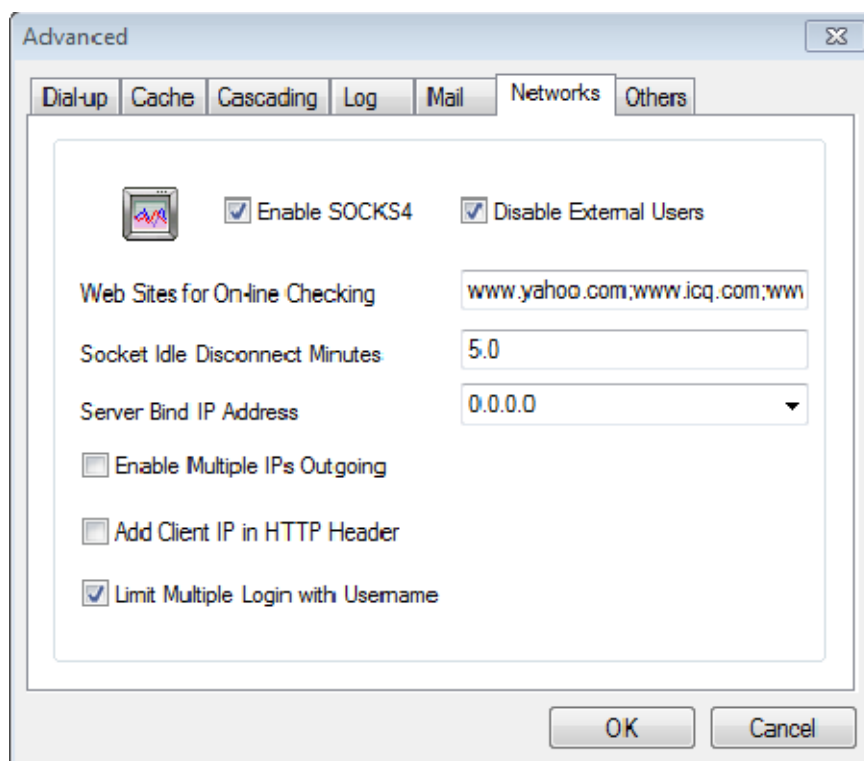 Advanced
Dial-up Cache Cascading Log Mail Networks Others
Enable SOCKS4 Disable External Users
Web Sites for On-line Checking www.yahoo.com;www.icq.com;www
Socket Idle Disconnect Minutes 5.0
Server Bind IP Address 0.0.0.0
Enable Multiple IPs Outgoing
Add Client IP in HTTP Header
Limit Multiple Login with Username
OK Cancel